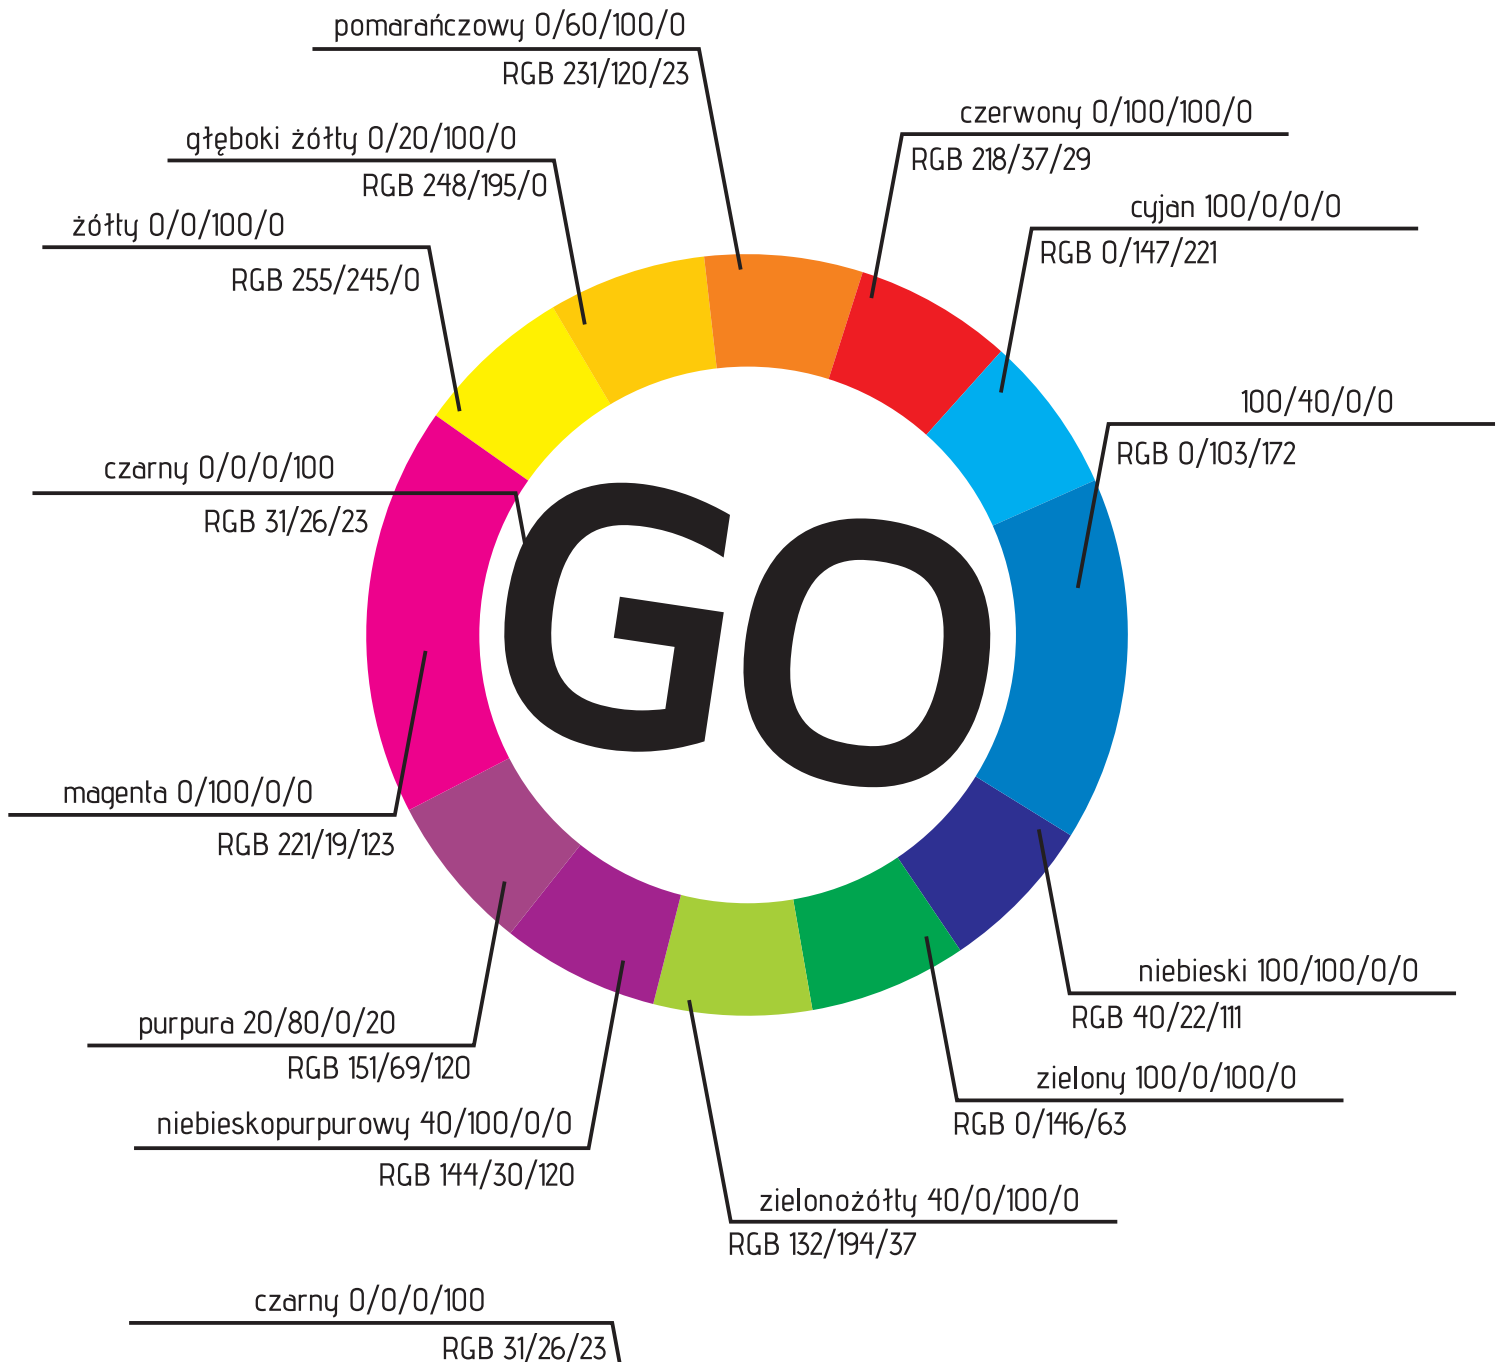 pomarańczowy 0/60/100/0
RGB 231/120/23
czerwony 0/100/100/0
RGB 218/37/29
głęboki żółty 0/20/100/0
RGB 248/195/0
cyjan 100/0/0/0
RGB 0/147/221
żółty 0/0/100/0
RGB 255/245/0
100/40/0/0
RGB 0/103/172
czarny 0/0/0/100
RGB 31/26/23
GO
magenta 0/100/0/0
RGB 221/19/123
niebieski 100/100/0/0
RGB 40/22/111
purpura 20/80/0/20
RGB 151/69/120
zielony 100/0/100/0
RGB 0/146/63
niebieskopurpurowy 40/100/0/0
RGB 144/30/120
zielonożółty 40/0/100/0
RGB 132/194/37
czarny 0/0/0/100
RGB 31/26/23